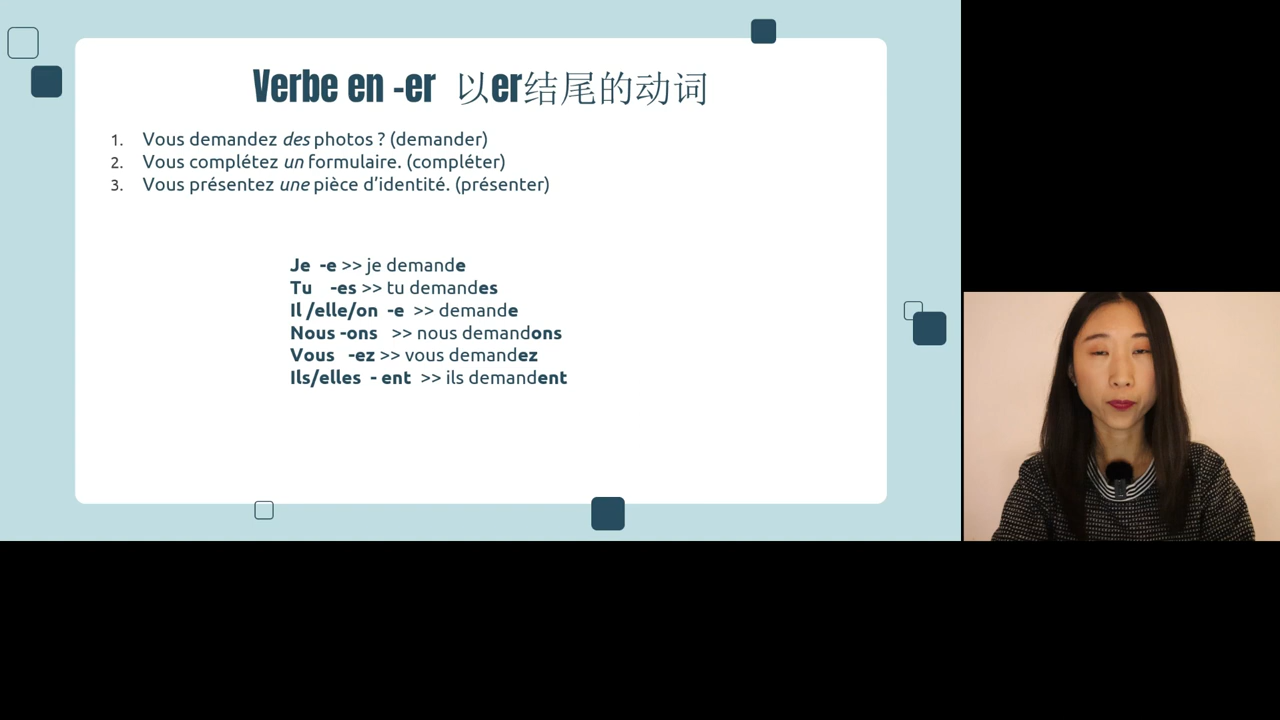 Verbe en -er 以er结尾的动词
1. Vous demandez des photos ? (demander)
2. Vous complétez un formulaire. (compléter)
3. Vous présentez une pièce d’identité. (présenter)
Je -e >> je demande
Tu -es >> tu demandes
Il /elle/on -e >> demande
Nous -ons >> nous demandons
Vous -ez >> vous demandez
Ils/elles - ent >> ils demandent